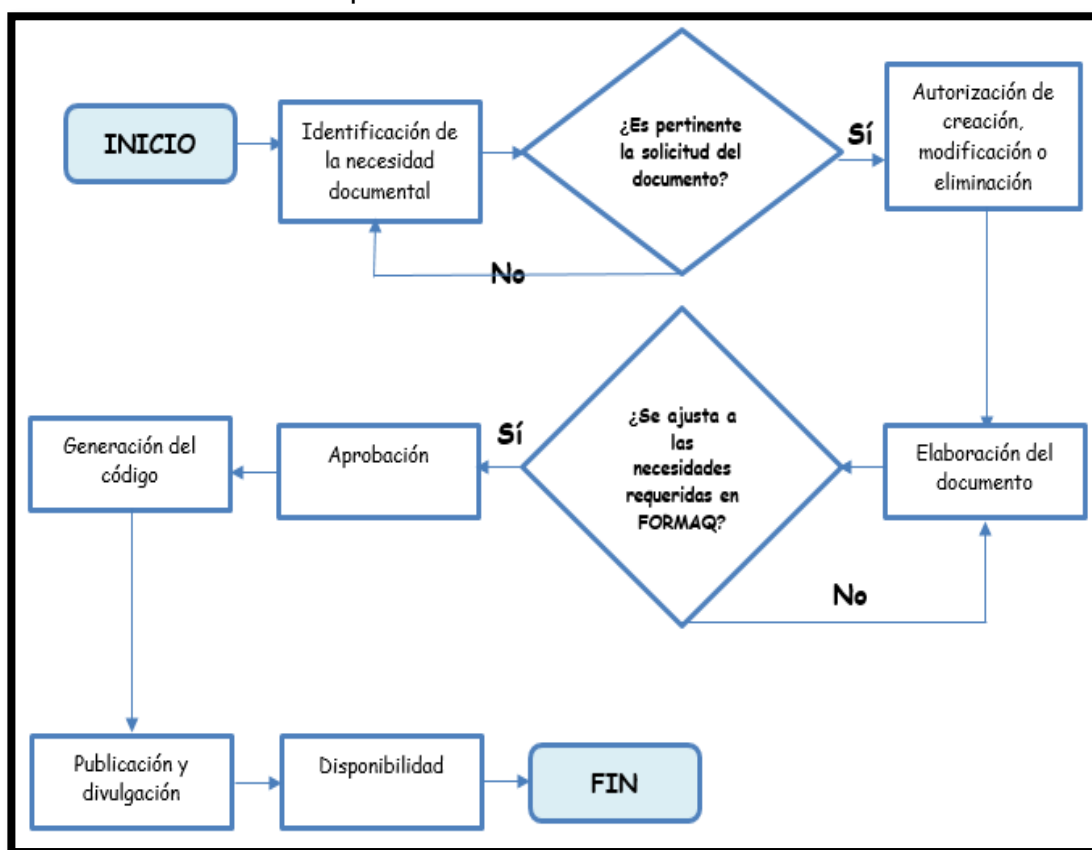 INICIO
Identificación de
la necesidad
documental
¿Es pertinente
la solicitud del
documento?
Sí
Autorización de
creación,
modificación o
eliminación
No
Generación del
código
Aprobación
Sí
¿Se ajusta a
las
necesidades
requeridas en
FORMAQ?
Elaboración del
documento
No
Publicación y
divulgación
Disponibilidad
FIN